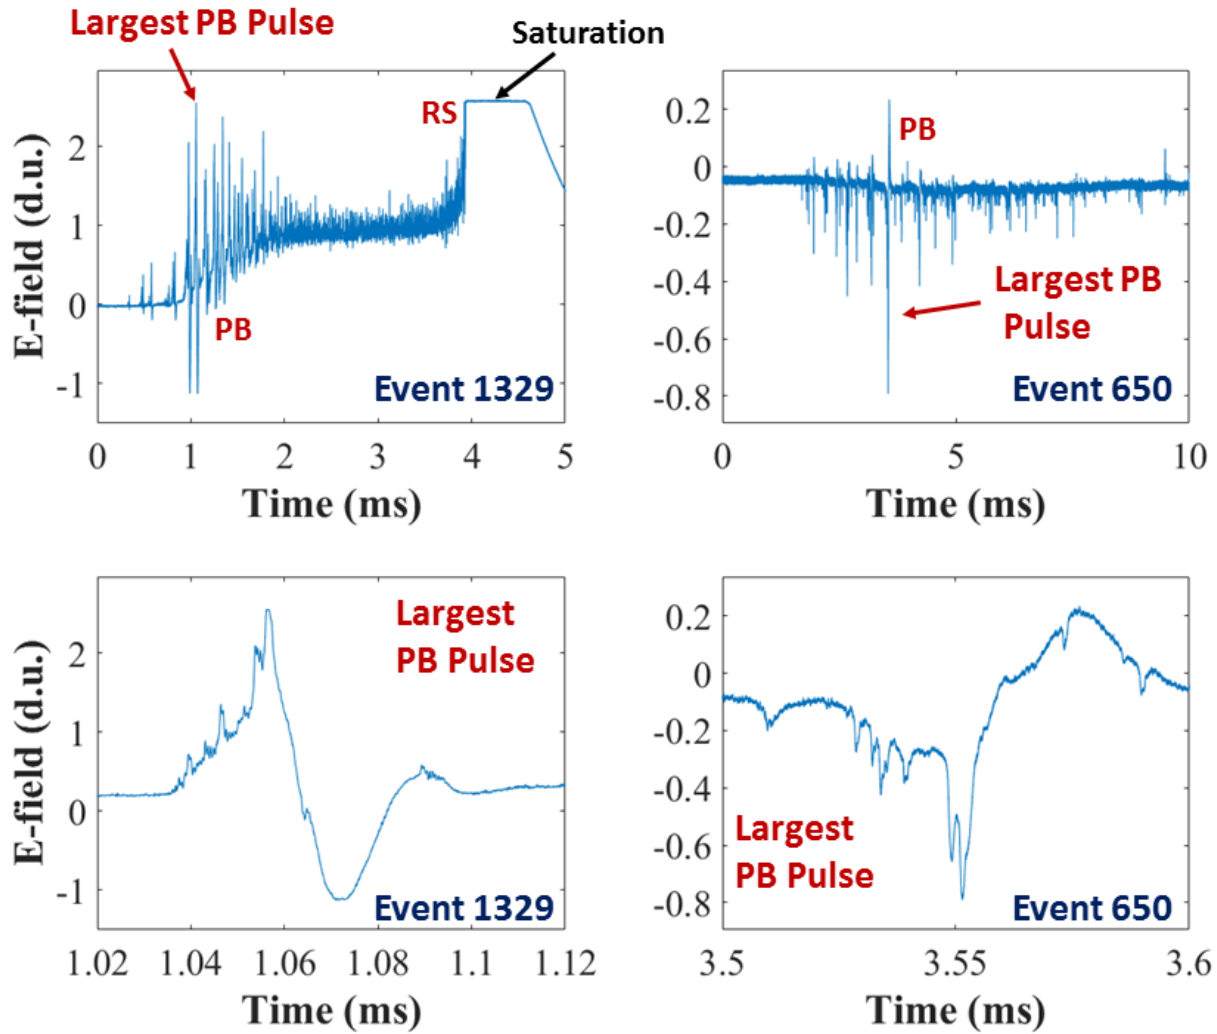 Largest PB Pulse
Saturation
E-field (d.u.)
2
1
0
-1
RS
PB
Event 1329
0 1 2 3 4 5
Time (ms)
0.2
0
-0.2
-0.4
-0.6
-0.8
PB
Largest PB
Pulse
Event 650
0 5 10
Time (ms)
E-field (d.u.)
2
1
0
-1
Largest
PB Pulse
Event 1329
1.02 1.04 1.06 1.08 1.1 1.12
Time (ms)
0.2
0
-0.2
-0.4
-0.6
-0.8
Largest
PB Pulse
Event 650
3.5 3.55 3.6
Time (ms)